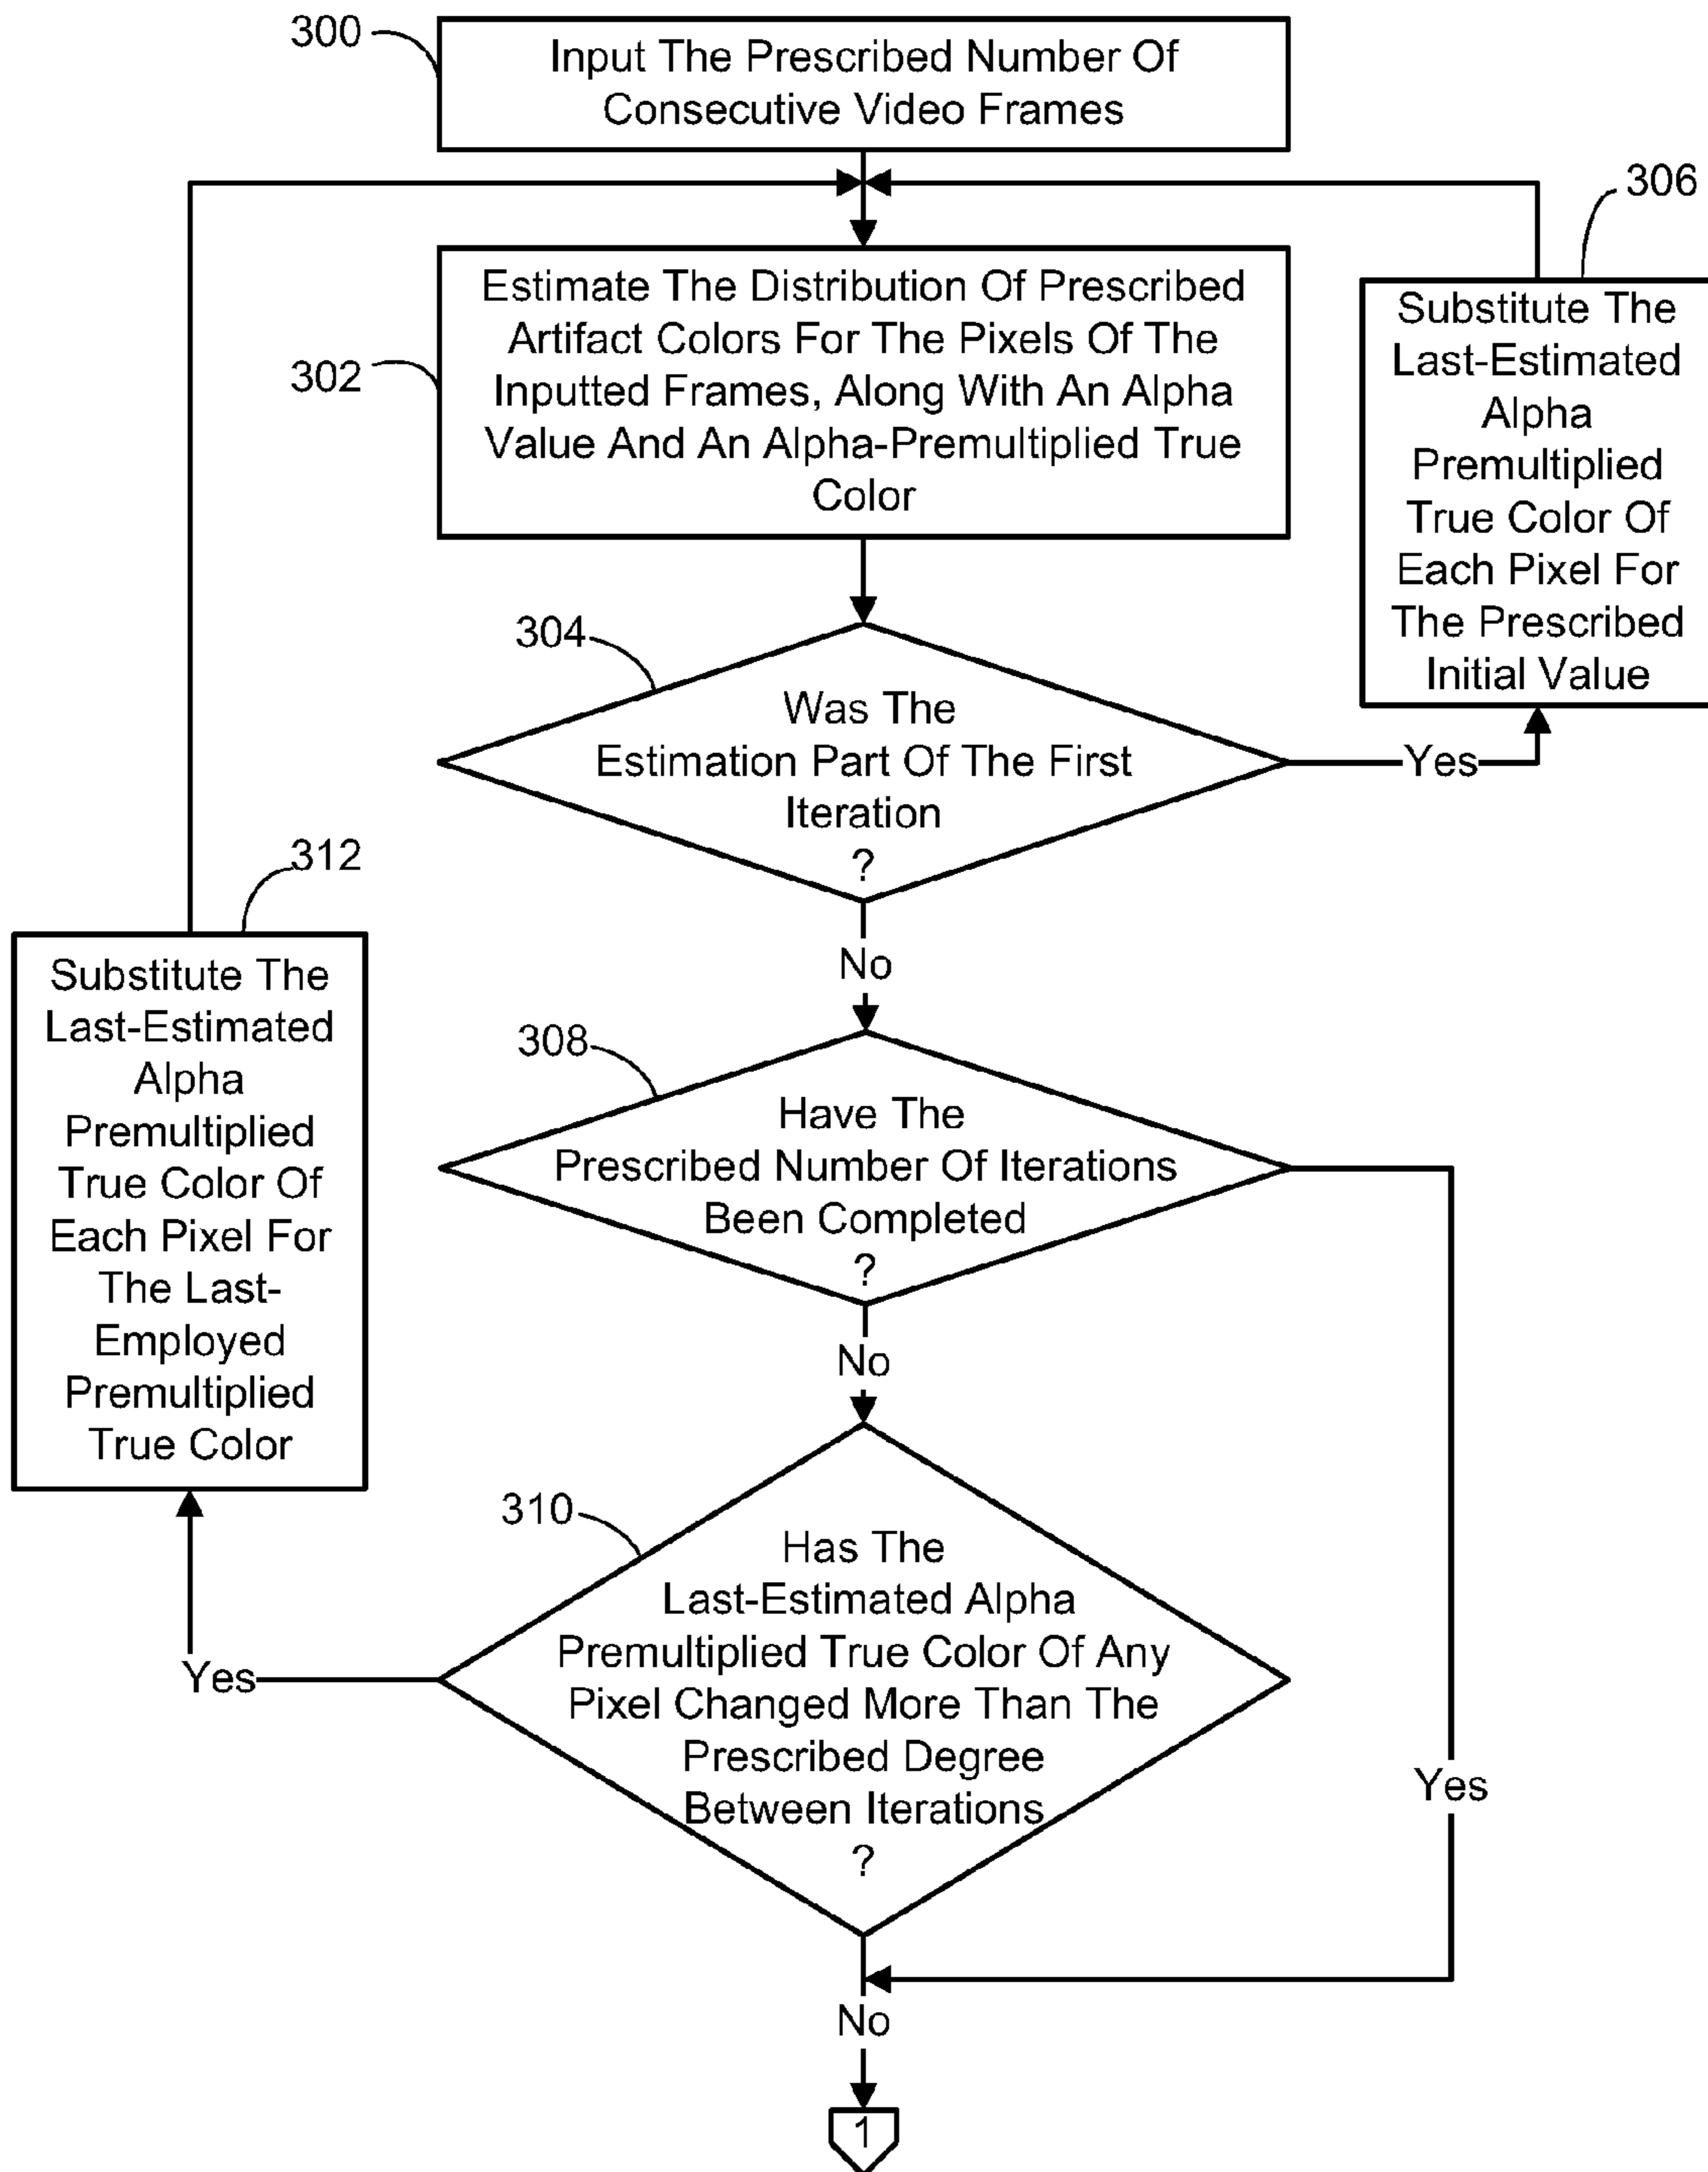 300
Input The Prescribed Number Of
Consecutive Video Frames
306
Substitute The
Last-Estimated
Alpha
Premultiplied
True Color Of
Each Pixel For
The Prescribed
Initial Value
302
Estimate The Distribution Of Prescribed
Artifact Colors For The Pixels Of The
Inputted Frames, Along With An Alpha
Value And An Alpha-Premultiplied True
Color
304
Was The
Estimation Part Of The First
Iteration
?
Yes
No
312
Substitute The
Last-Estimated
Alpha
Premultiplied
True Color Of
Each Pixel For
The Last-
Employed
Premultiplied
True Color
308
Have The
Prescribed Number Of Iterations
Been Completed
?
No
Yes
310
Has The
Last-Estimated Alpha
Premultiplied True Color Of Any
Pixel Changed More Than The
Prescribed Degree
Between Iterations
?
Yes
No
1